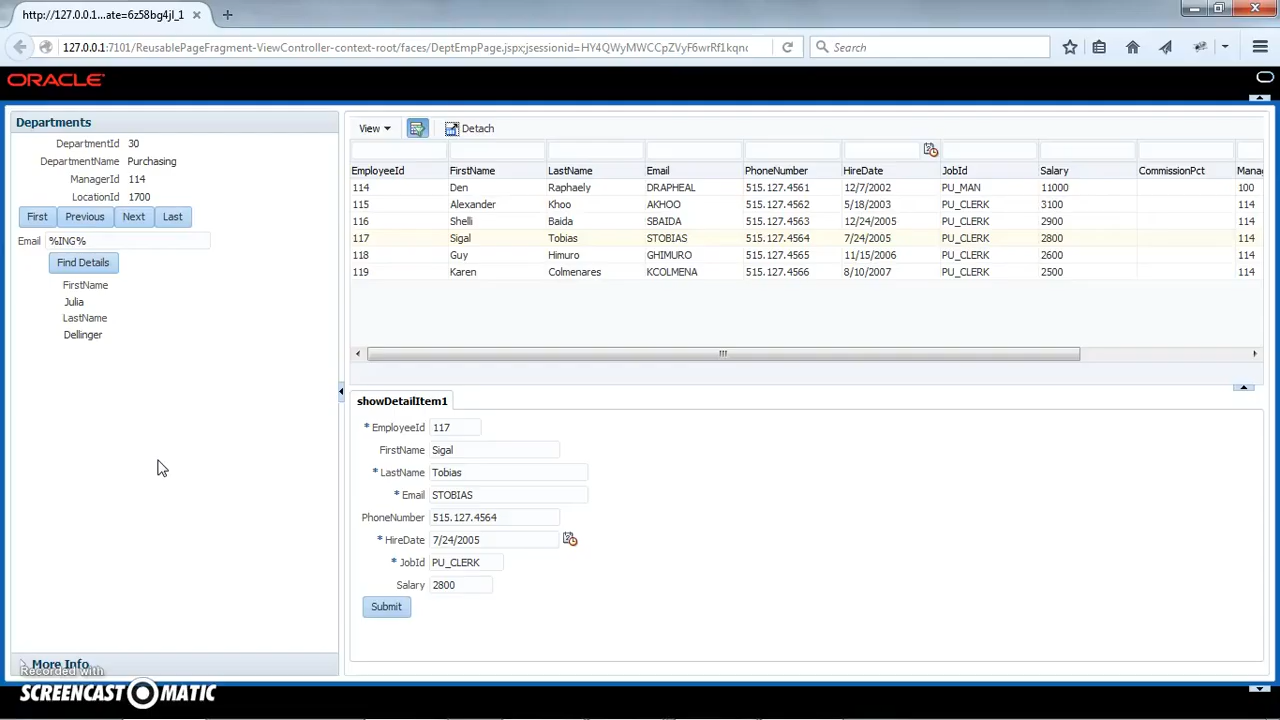 http://127.0.0.1...ate=6z58bg4jl_1
127.0.0.1:7101/ReusablePageFragment-ViewController-context-root/faces/DeptEmpPage.jspx;jsessionid=HY4QWyMWCCpZVyF6wrRf1kqnc
Search
ORACLE
Departments
DepartmentId 30
DepartmentName Purchasing
ManagerId 114
LocationId 1700
First Previous Next Last
Email %ING%
Find Details
FirstName
Julia
LastName
Dellinger
More Info
View Detach
EmployeeId FirstName LastName Email PhoneNumber HireDate JobId Salary CommissionPct Manag
114 Den Raphaely DRAPHEAL 515.127.4561 12/7/2002 PU_MAN 11000 100
115 Alexander Khoo AKHOO 515.127.4562 5/18/2003 PU_CLERK 3100 114
116 Shelli Baida SBAIDA 515.127.4563 12/24/2005 PU_CLERK 2900 114
117 Sigal Tobias STOBIAS 515.127.4564 7/24/2005 PU_CLERK 2800 114
118 Guy Himuro GHIMURO 515.127.4565 11/15/2006 PU_CLERK 2600 114
119 Karen Colmenares KCOLMENA 515.127.4566 8/10/2007 PU_CLERK 2500 114
showDetailItem1
* EmployeeId 117
FirstName Sigal
* LastName Tobias
* Email STOBIAS
PhoneNumber 515.127.4564
* HireDate 7/24/2005
* JobId PU_CLERK
Salary 2800
Submit
Recorded with
SCREENCAST-O-MATIC